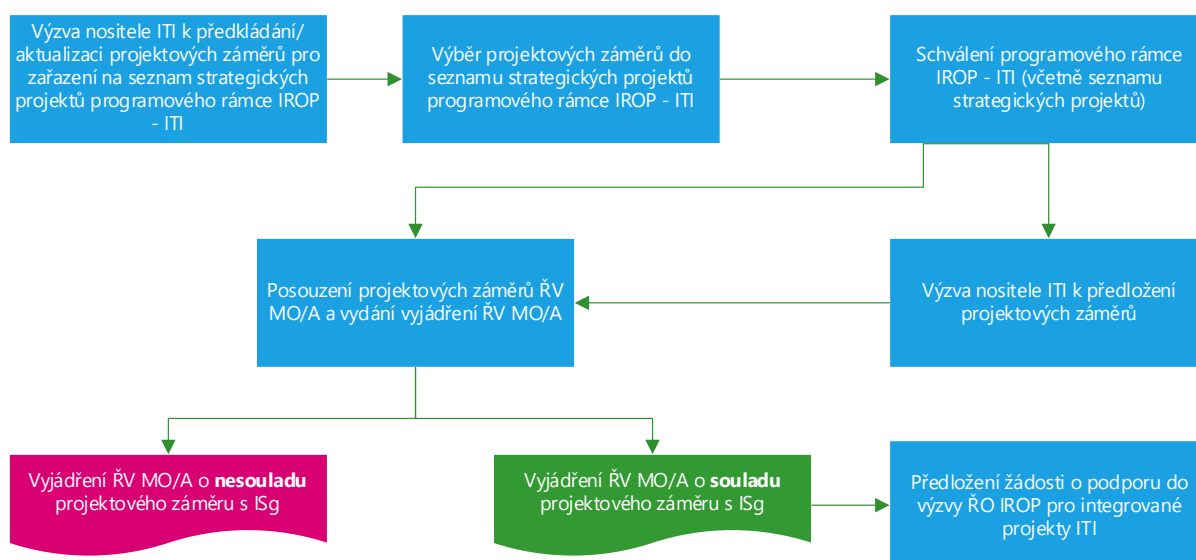 Výzva nositele ITI k předkládání/
aktualizaci projektových záměrů pro
zařazení na seznam strategických
projektů programového rámce IROP
- ITI
Výběr projektových záměrů do
seznamu strategických projektů
programového rámce IROP - ITI
Schválení programového rámce
IROP - ITI (včetně seznamu
strategických projektů)
Posouzení projektových záměrů ŘV
MO/A a vydání vyjádření ŘV MO/A
Výzva nositele ITI k předložení
projektových záměrů
Vyjádření ŘV MO/A o nesouladu
projektového záměru s ISg
Vyjádření ŘV MO/A o souladu
projektového záměru s ISg
Předložení žádosti o podporu do
výzvy ŘO IROP pro integrované
projekty ITI